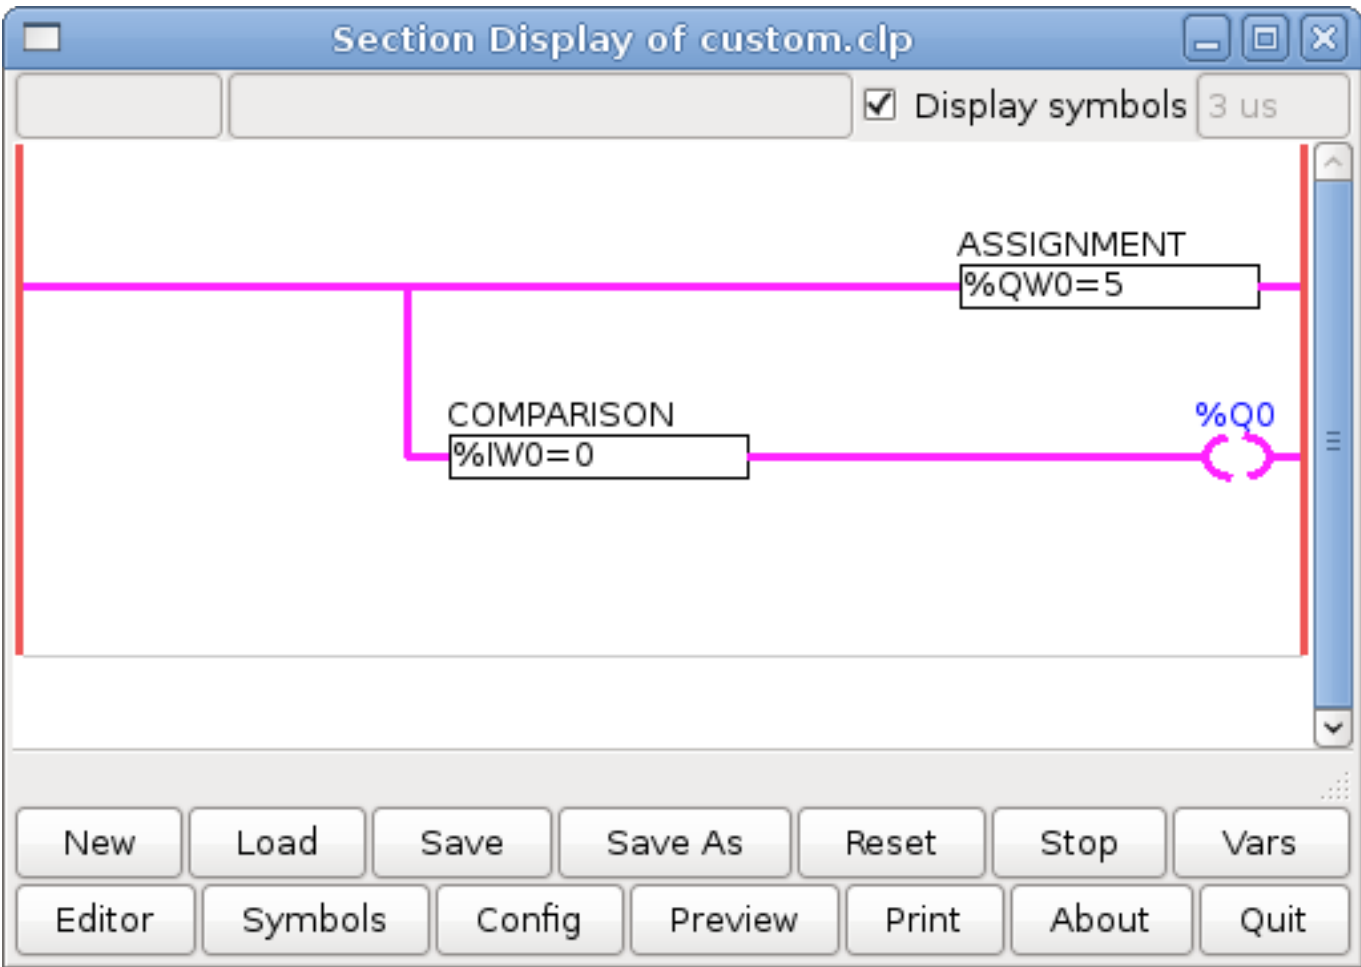 Section Display of custom.clp
Display symbols 3 us
ASSIGNMENT
%QW0=5
COMPARISON %Q0
%IW0=0
New Load Save Save As Reset Stop Vars
Editor Symbols Config Preview Print About Quit